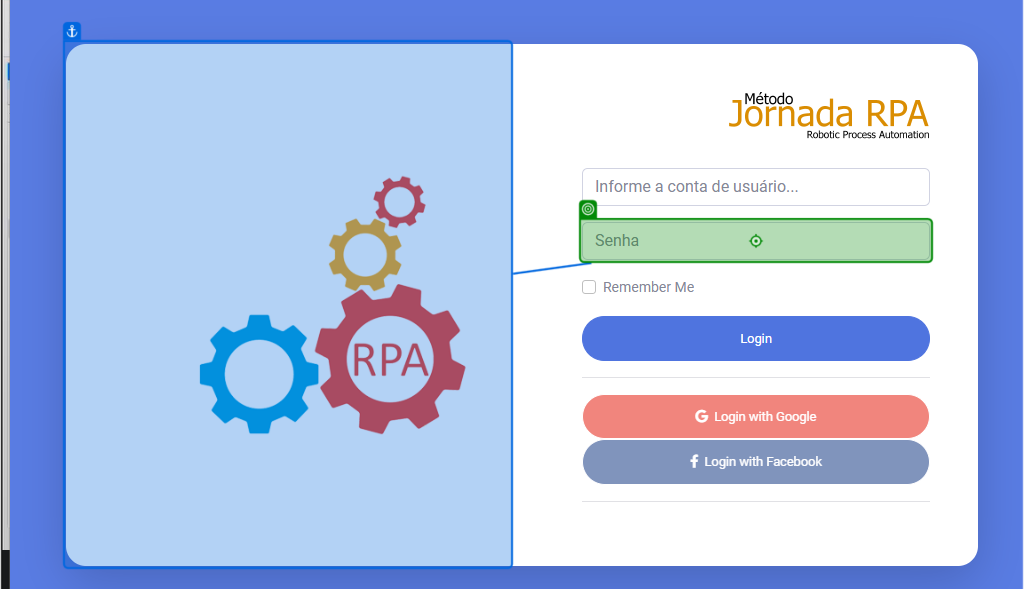 Método
Jornada RPA
Robotic Process Automation
Informe a conta de usuário...
Senha
Remember Me
RPA
Login
Login with Google
Login with Facebook